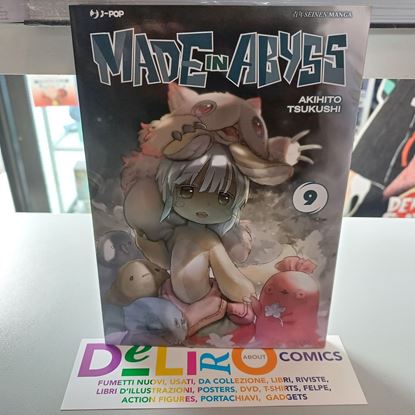 J-POP
SEINEN MANGA
MADE IN ABYSS
AKIHITO
TSUKUSHI
9
DeLIRO ABOUT COMICS
FUMETTI NUOVI, USATI, DA COLLEZIONE, LIBRI, RIVISTE,
LIBRI D'ILLUSTRAZIONI, POSTERS, DVD, T-SHIRTS, FELPE,
ACTION FIGURES, PORTACHIAVI, GADGETS